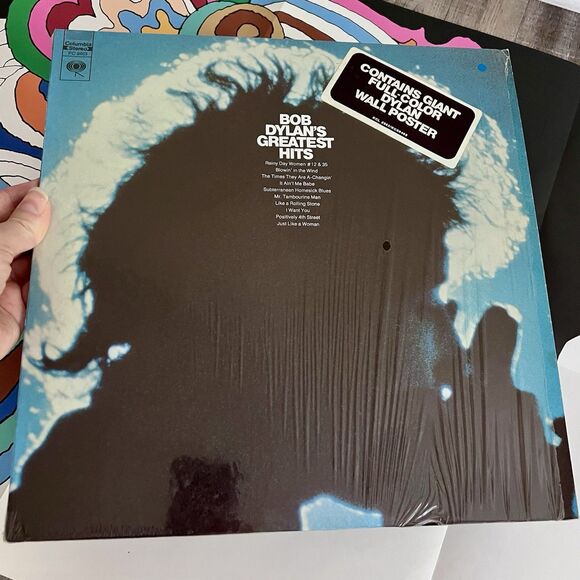 Columbia
Stereo
CONTAINS GIANT
FULL-COLOR
DYLAN
WALL POSTER
BOB
DYLAN'S
GREATEST
HITS
Rainy Day Women #12 & 35
Blowin' in the Wind
The Times They Are A-Changin'
It Ain't Me Babe
Subterranean Homesick Blues
Mr. Tambourine Man
Like a Rolling Stone
I Want You
Positively 4th Street
Just Like a Woman